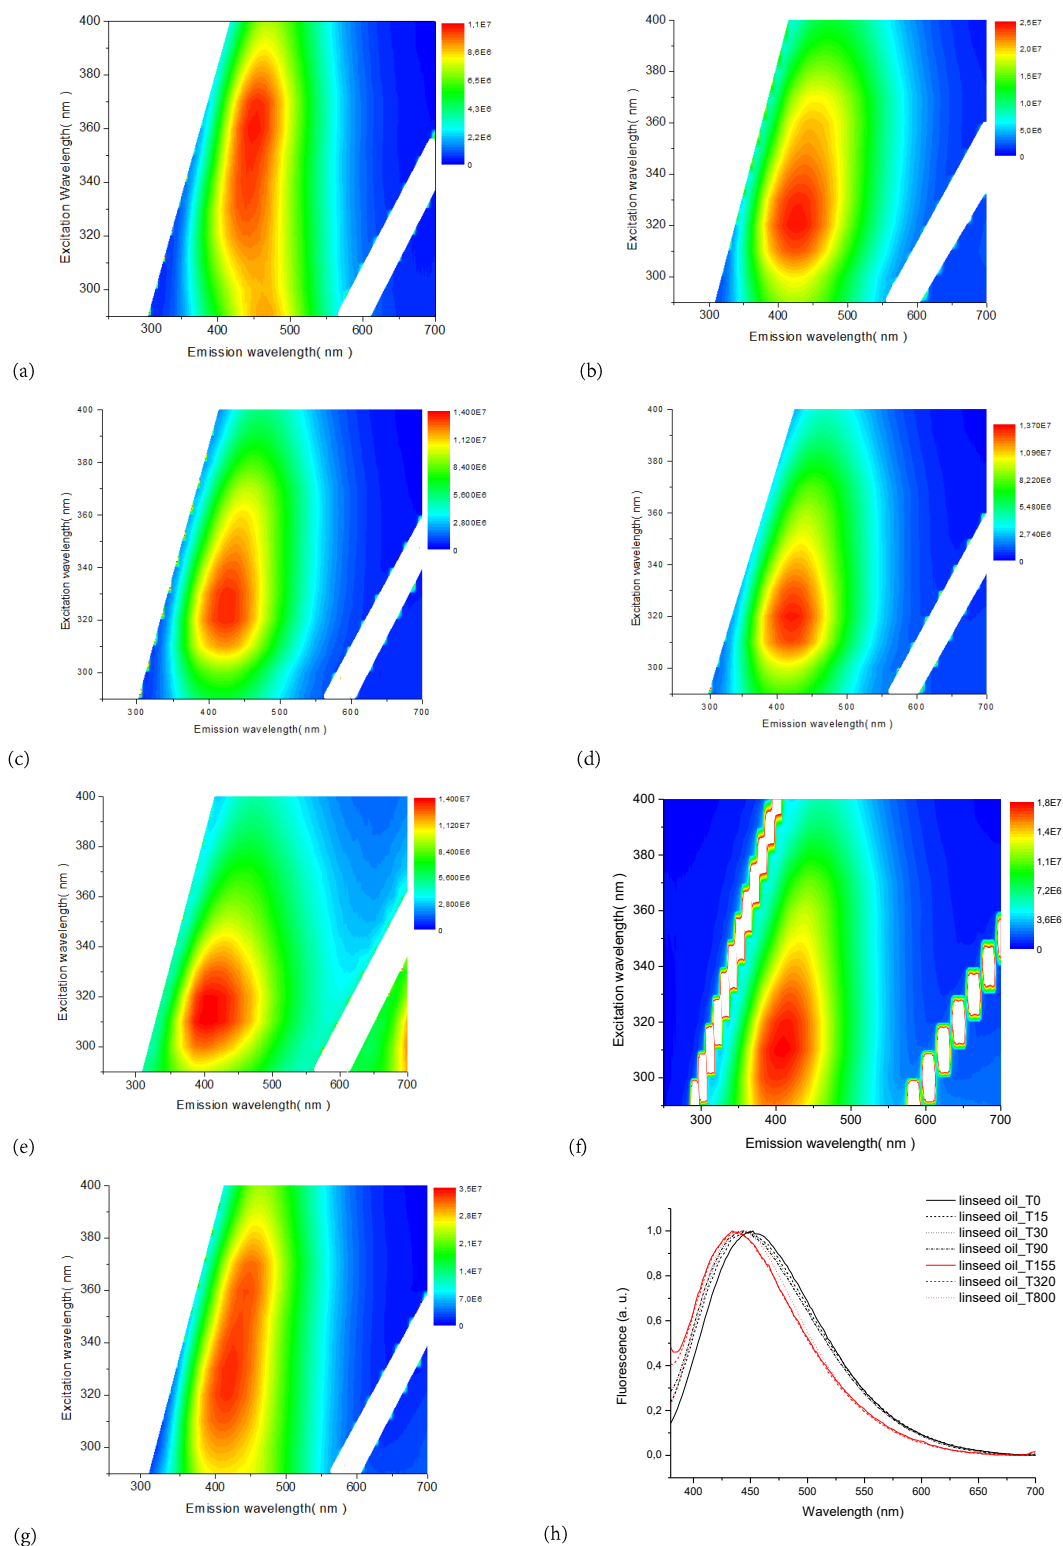 400
380
360
340
320
300
300
400
500
600
700
Excitation Wavelength( nm )
Emission wavelength( nm )
1,1E7
8,6E6
6,5E6
4,3E6
2,2E6
0
(a)
400
380
360
340
320
300
300
400
500
600
700
Excitation wavelength( nm )
Emission wavelength( nm )
2,5E7
2,0E7
1,5E7
1,0E7
5,0E6
0
(b)
400
380
360
340
320
300
300
400
500
600
700
Excitation wavelength( nm )
Emission wavelength( nm )
1,400E7
1,120E7
8,400E6
5,600E6
2,800E6
0
(c)
400
380
360
340
320
300
300
400
500
600
700
Excitation wavelength( nm )
Emission wavelength( nm )
1,370E7
1,096E7
8,220E6
5,480E6
2,740E6
0
(d)
400
380
360
340
320
300
300
400
500
600
700
Excitation wavelength( nm )
Emission wavelength( nm )
1,400E7
1,120E7
8,400E6
5,600E6
2,800E6
0
(e)
400
380
360
340
320
300
300
400
500
600
700
Excitation wavelength( nm )
Emission wavelength( nm )
1,8E7
1,4E7
1,1E7
7,2E6
3,6E6
0
(f)
400
380
360
340
320
300
300
400
500
600
700
Excitation wavelength( nm )
Emission wavelength( nm )
3,5E7
2,8E7
2,1E7
1,4E7
7,0E6
0
(g)
linseed oil_T0
linseed oil_T15
linseed oil_T30
linseed oil_T90
linseed oil_T155
linseed oil_T320
linseed oil_T800
1,0
0,8
0,6
0,4
0,2
0,0
400
450
500
550
600
650
700
Fluorescence (a. u.)
Wavelength (nm)
(h)